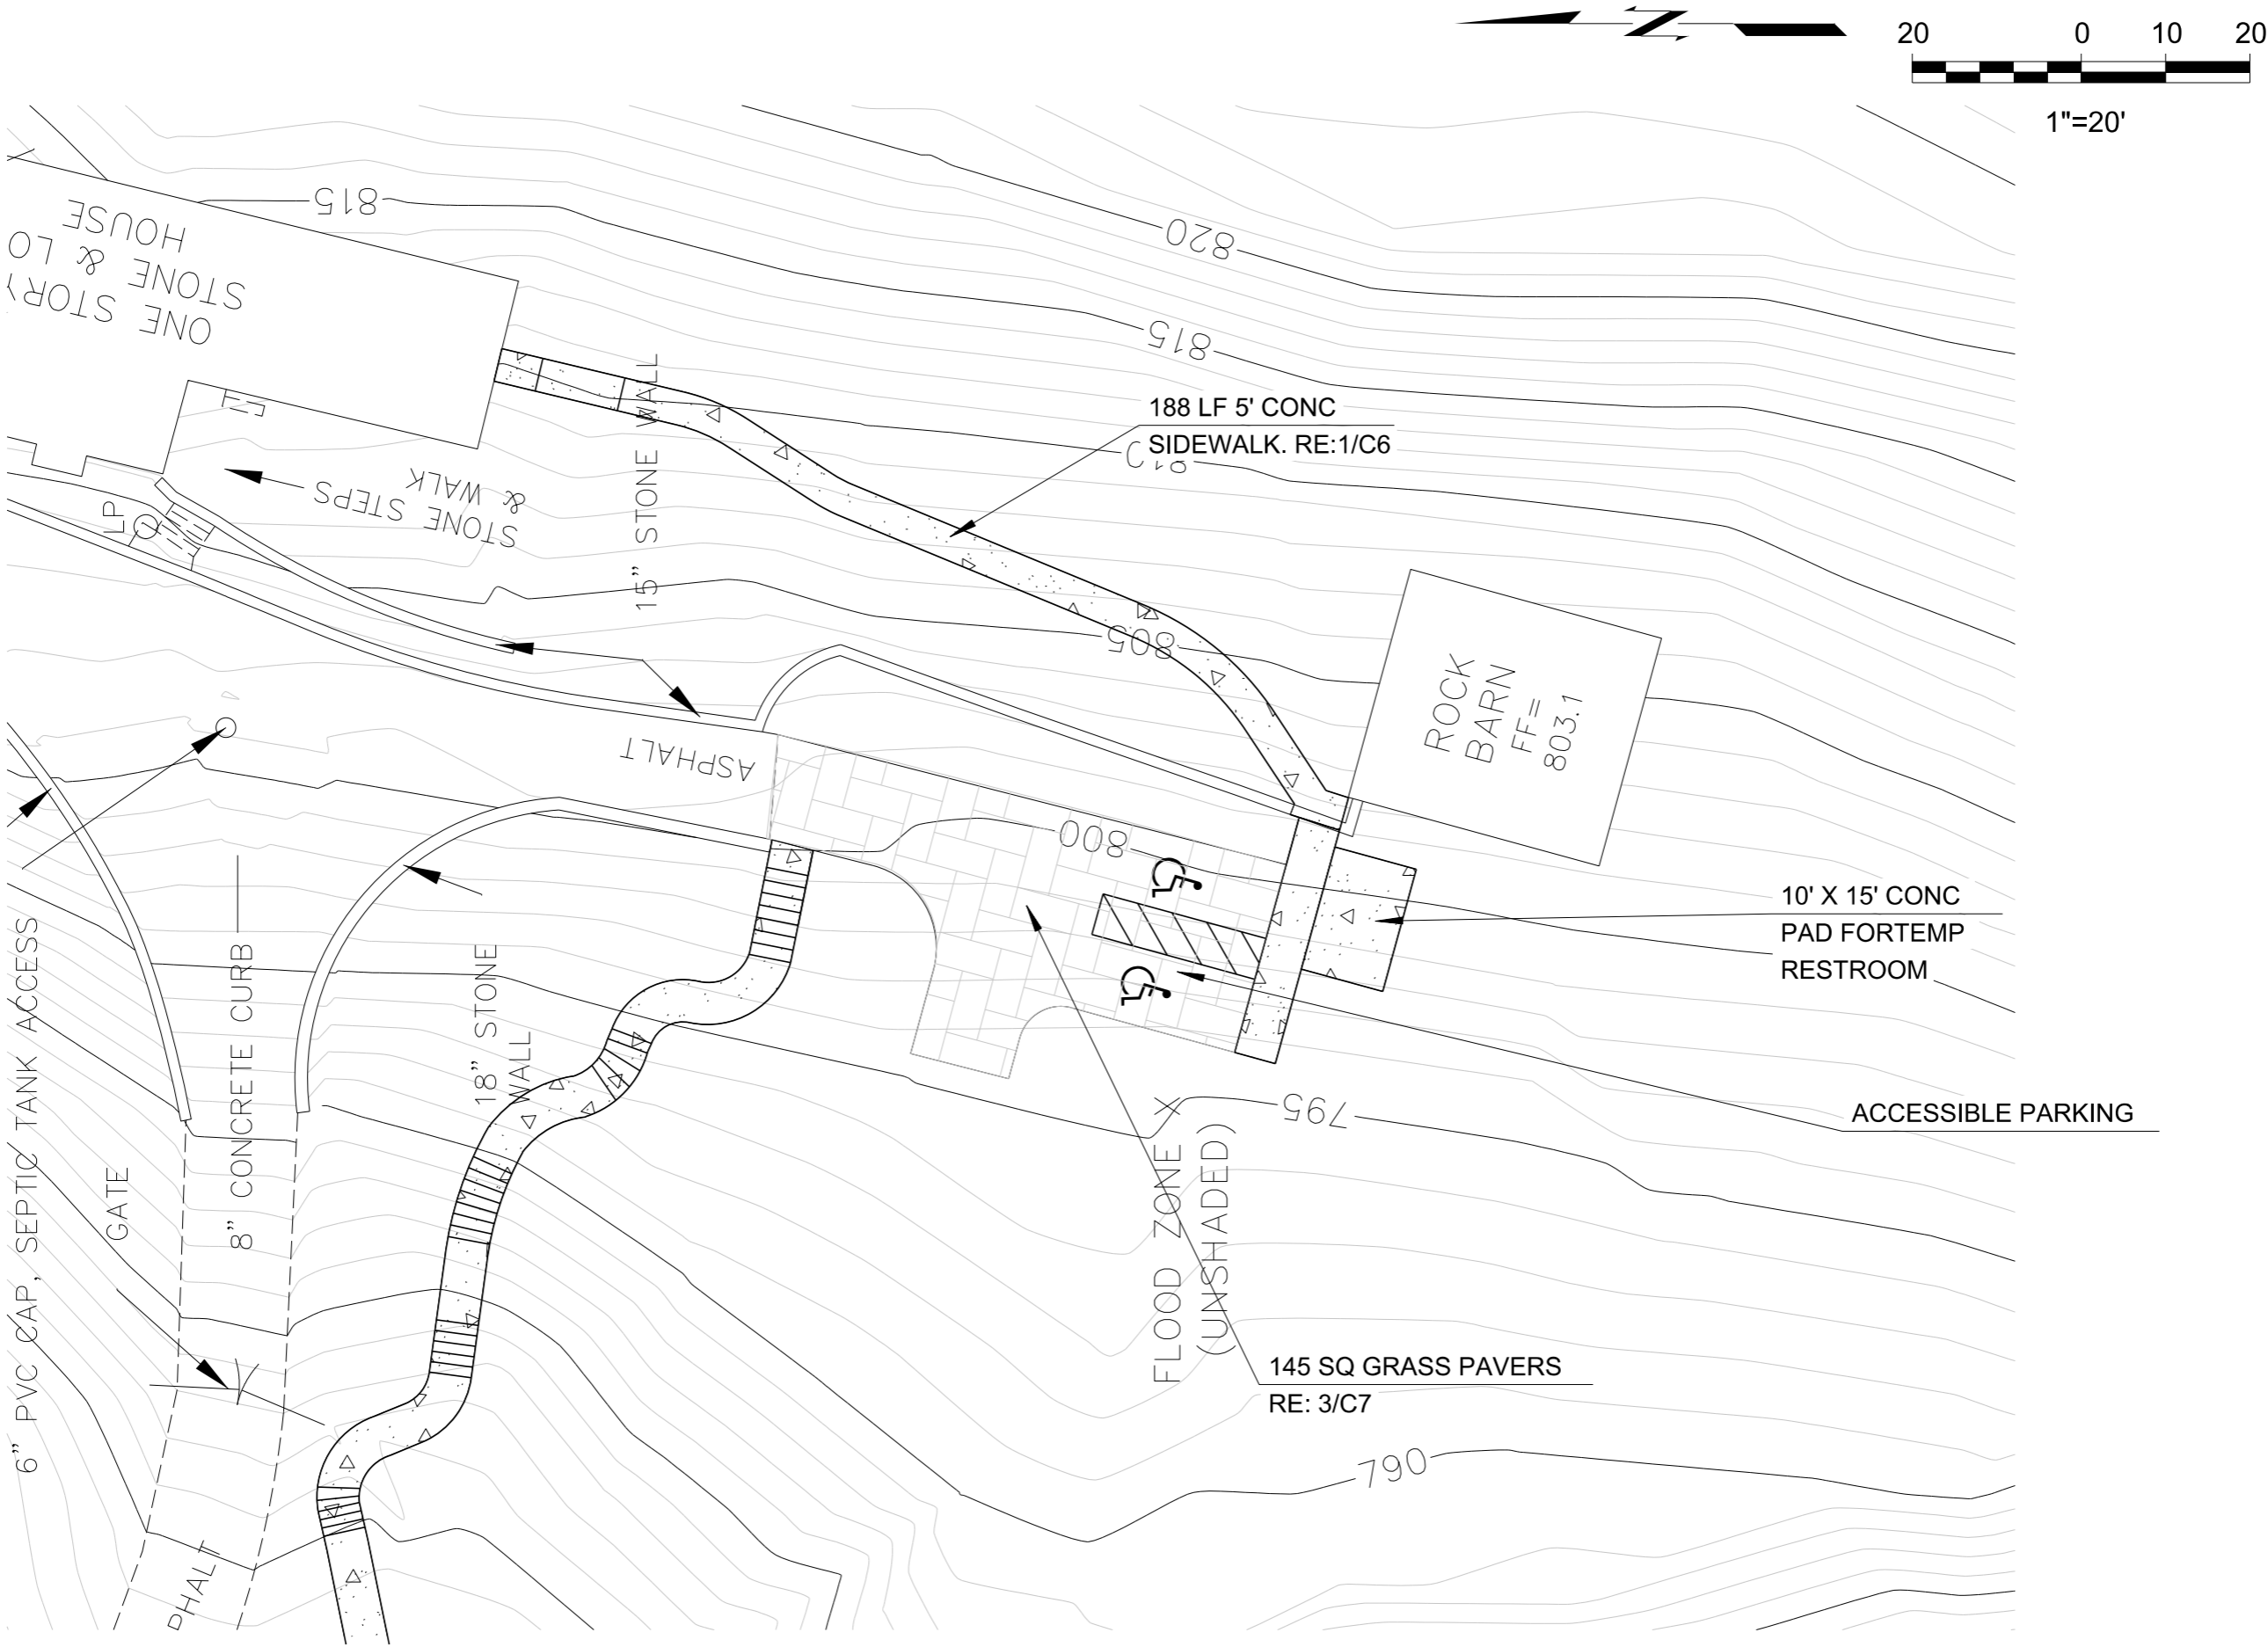 20 0 10 20
1"=20'
815
ONE STORY
STONE & LO
HOUSE
820
815
188 LF 5' CONC
SIDEWALK. RE:1/C6
810
15" STONE WALL
STONE STEPS
& WALK
LP
805
ROCK
BARN
FF=
803.1
ASPHALT
800
10' X 15' CONC
PAD FORTEMP
RESTROOM
6" PVC CAP, SEPTIC TANK ACCESS
GATE
8" CONCRETE CURB
18" STONE
WALL
795
ACCESSIBLE PARKING
FLOOD ZONE X
(UNSHADED)
145 SQ GRASS PAVERS
RE: 3/C7
790
PHALT